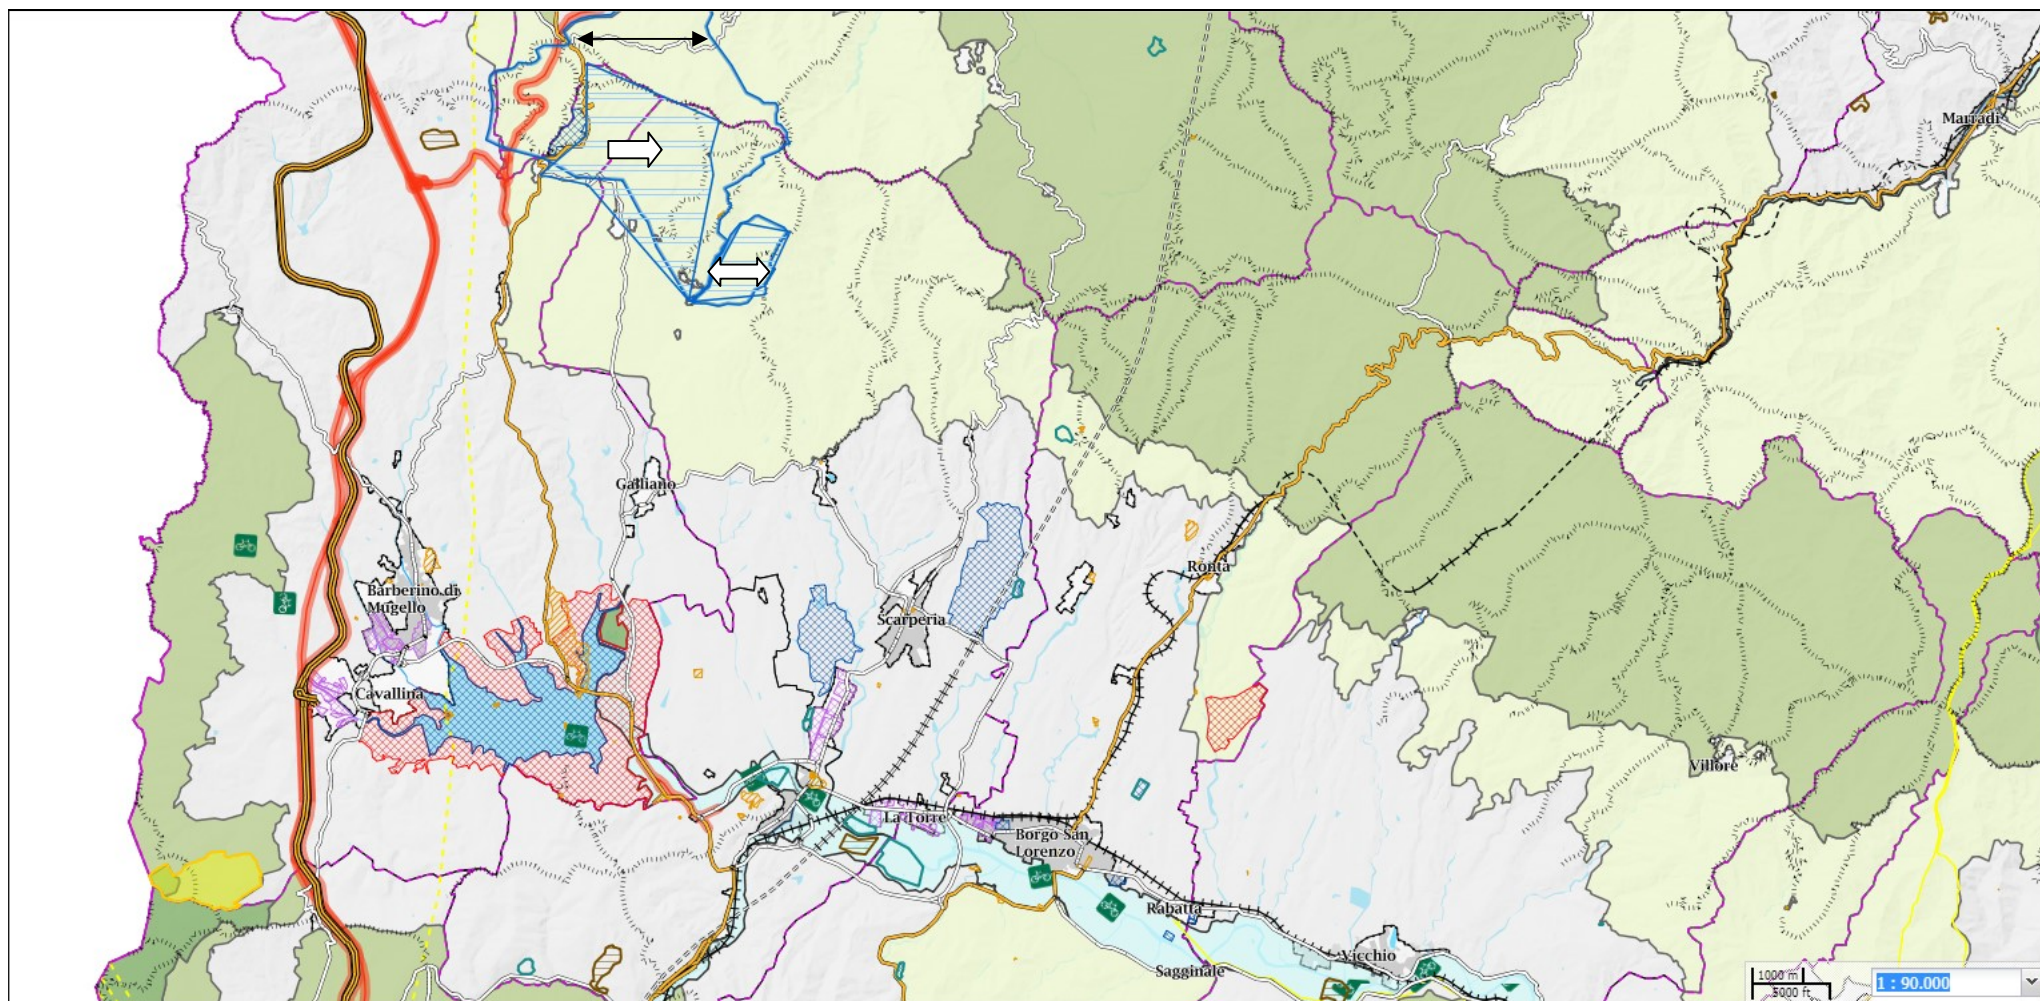 Marradi
Galliano
Ronta
Barberino di
Mugello
Scarperia
Cavallina
Villore
La Torre
Borgo San
Lorenzo
Rabatta
Vicchio
Sagginale
1000 m
5000 ft
1 : 90.000